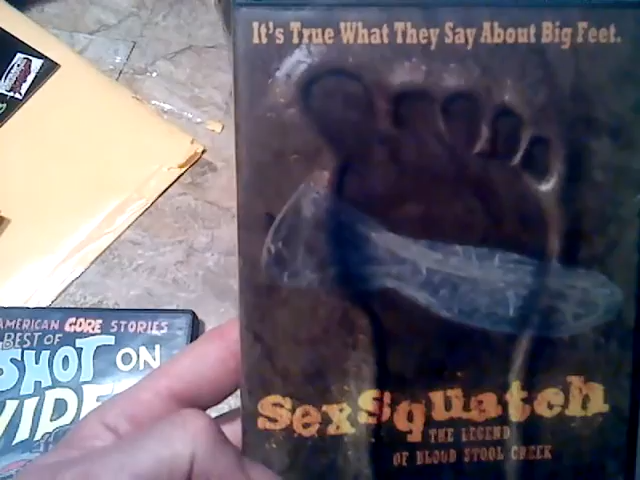 It's True What They Say About Big Feet.
SexSquatch
THE LEGEND
OF BLOOD STOOL CREEK
AMERICAN GORE STORIES
BEST OF
SHOT ON